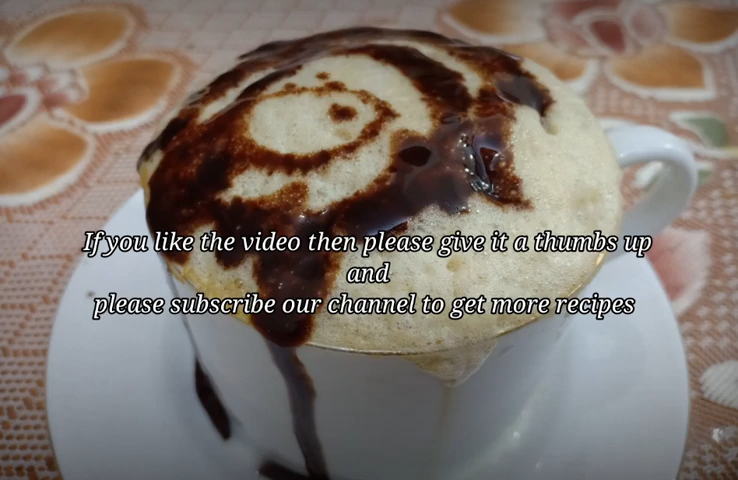 If you like the video then please give it a thumbs up
and
please subscribe our channel to get more recipes